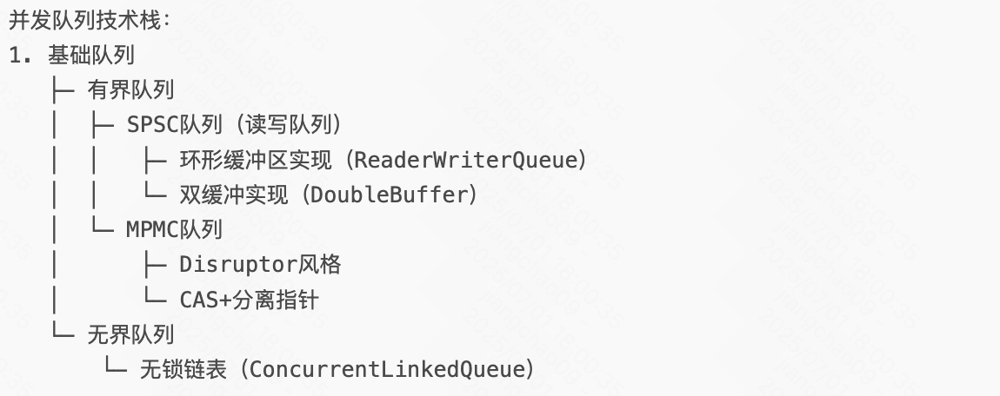 并发队列技术栈：
1. 基础队列
├─ 有界队列
│  ├─ SPSC队列（读写队列）
│  │  ├─ 环形缓冲区实现（ReaderWriterQueue）
│  │  └─ 双缓冲实现（DoubleBuffer）
│  └─ MPMC队列
│     ├─ Disruptor风格
│     └─ CAS+分离指针
└─ 无界队列
   └─ 无锁链表（ConcurrentLinkedQueue）